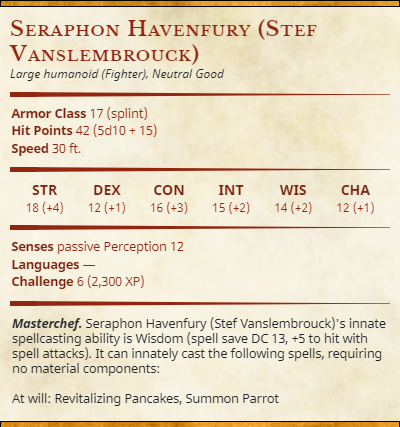 Seraphon Havenfury (Stef
Vanslembrouck)
Large humanoid (Fighter), Neutral Good
Armor Class 17 (splint)
Hit Points 42 (5d10 + 15)
Speed 30 ft.
STR DEX CON INT WIS CHA
18 (+4) 12 (+1) 16 (+3) 15 (+2) 14 (+2) 12 (+1)
Senses passive Perception 12
Languages —
Challenge 6 (2,300 XP)
Masterchef. Seraphon Havenfury (Stef Vanslembrouck)'s innate
spellcasting ability is Wisdom (spell save DC 13, +5 to hit with
spell attacks). It can innately cast the following spells, requiring
no material components:
At will: Revitalizing Pancakes, Summon Parrot